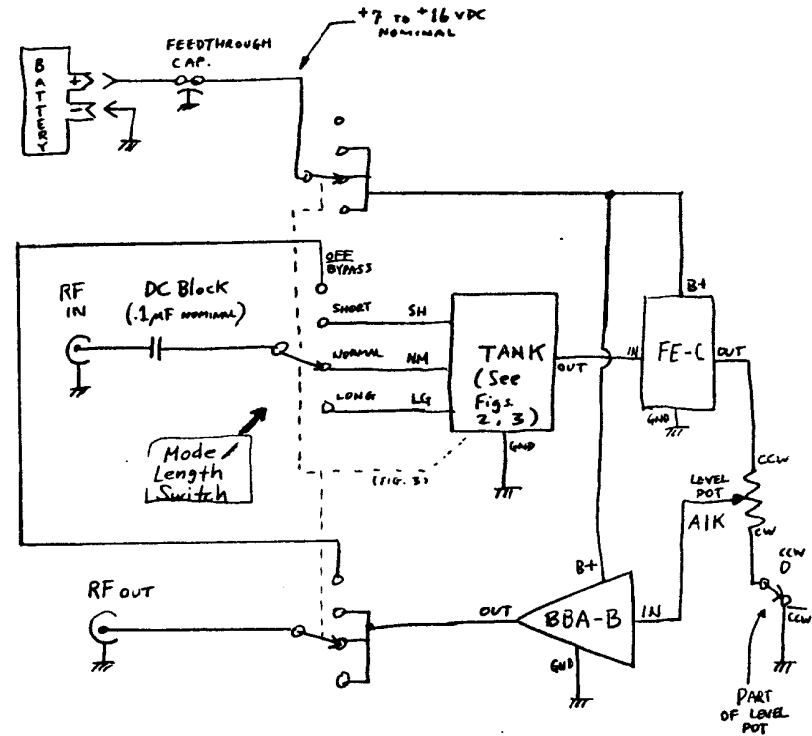 +7 TO +16 VDC
NOMINAL
FEEDTHROUGH
CAP.
BATTERY
+
-
OFF
BYPASS
RF
IN
DC Block
(.1µF NOMINAL)
SHORT
SH
NORMAL
NM
LONG
LG
TANK
(See
Figs.
2, 3)
OUT
GND
B+
IN
FE-C
OUT
GND
Mode
Length
Switch
(FIG. 3)
CCW
LEVEL
POT
A1K
CW
CCW
O
CCW
RF OUT
OUT
B+
BBA-B
IN
GND
PART
OF LEVEL
POT